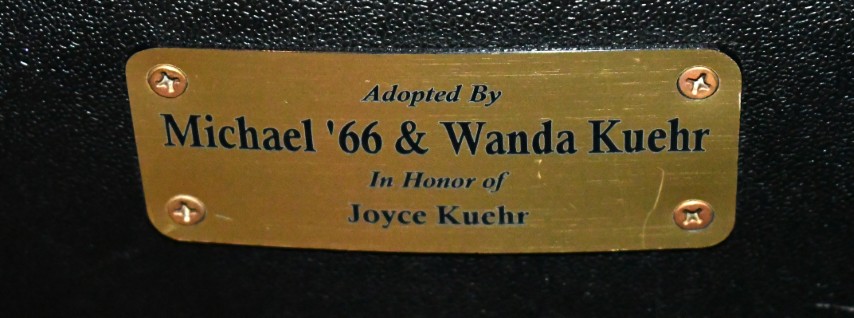 Adopted By
Michael '66 & Wanda Kuehr
In Honor of
Joyce Kuehr